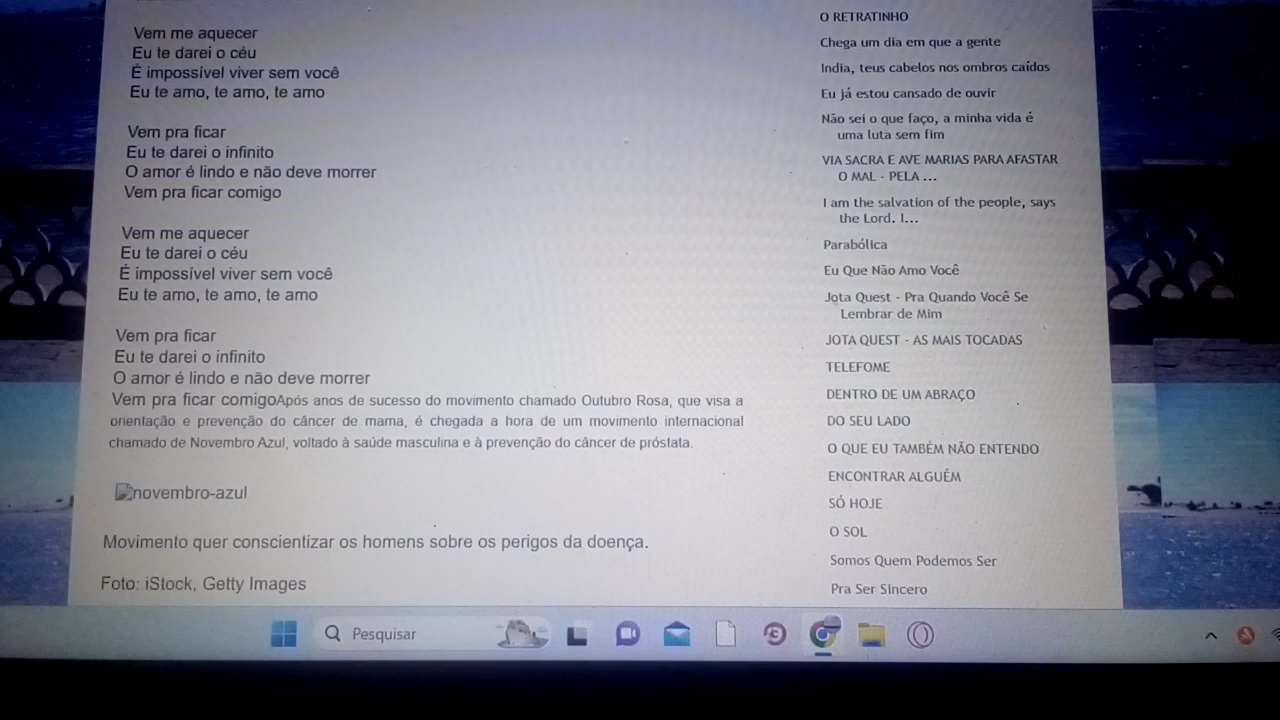 Vem me aquecer
Eu te darei o céu
É impossível viver sem você
Eu te amo, te amo, te amo
Vem pra ficar
Eu te darei o infinito
O amor é lindo e não deve morrer
Vem pra ficar comigo
Vem me aquecer
Eu te darei o céu
É impossível viver sem você
Eu te amo, te amo, te amo
Vem pra ficar
Eu te darei o infinito
O amor é lindo e não deve morrer
Vem pra ficar comigoApós anos de sucesso do movimento chamado Outubro Rosa, que visa a
orientação e prevenção do câncer de mama, é chegada a hora de um movimento internacional
chamado de Novembro Azul, voltado à saúde masculina e à prevenção do câncer de próstata.
novembro-azul
Movimento quer conscientizar os homens sobre os perigos da doença.
Foto: iStock, Getty Images
O RETRATINHO
Chega um dia em que a gente
India, teus cabelos nos ombros caídos
Eu já estou cansado de ouvir
Não sei o que faço, a minha vida é
uma luta sem fim
VIA SACRA E AVE MARIAS PARA AFASTAR
O MAL - PELA ...
I am the salvation of the people, says
the Lord. I...
Parabólica
Eu Que Não Amo Você
Jota Quest - Pra Quando Você Se
Lembrar de Mim
JOTA QUEST - AS MAIS TOCADAS
TELEFOME
DENTRO DE UM ABRAÇO
DO SEU LADO
O QUE EU TAMBÉM NÃO ENTENDO
ENCONTRAR ALGUÉM
SÓ HOJE
O SOL
Somos Quem Podemos Ser
Pra Ser Sincero
Pesquisar